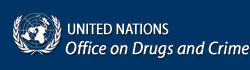 UNITED NATIONS
Office on Drugs and Crime